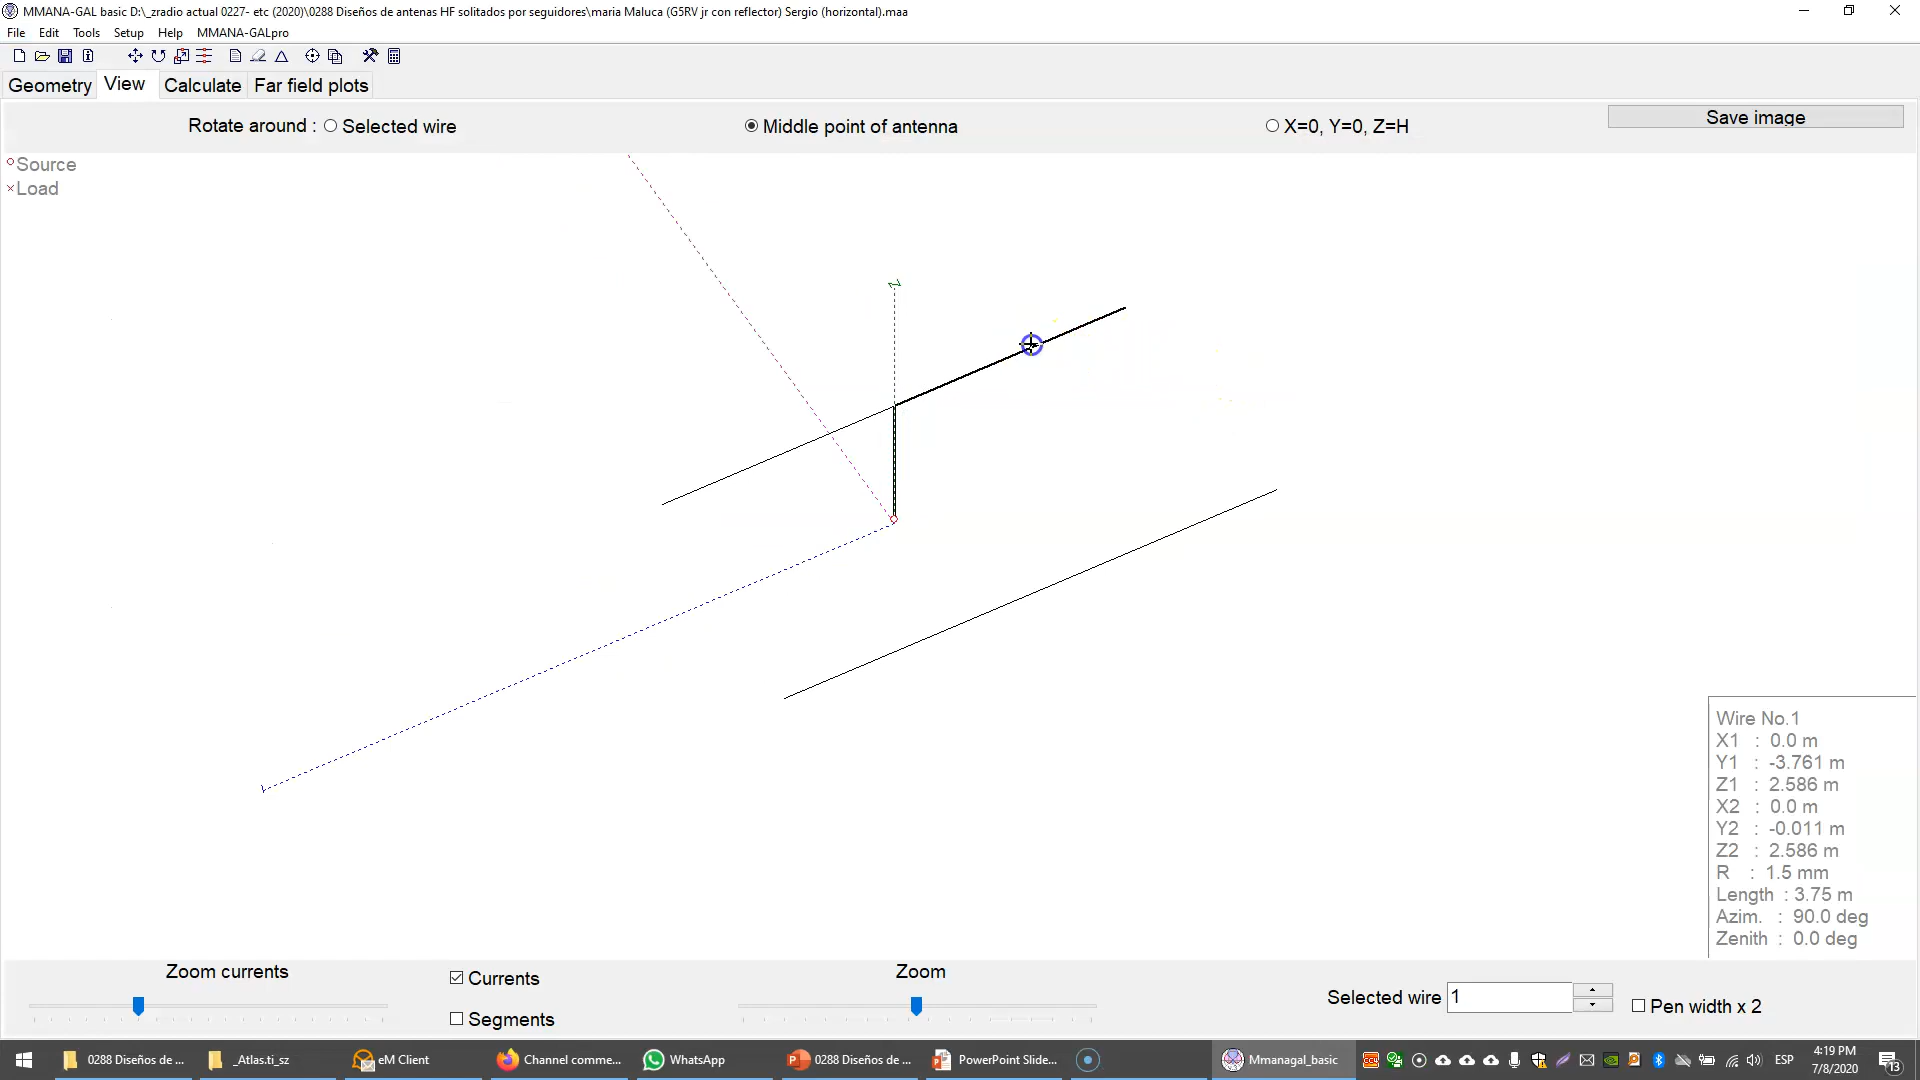 MMANA-GAL basic D:\_zradio actual 0227- etc (2020)\0288 Diseños de antenas HF solitados por seguidores\maria Maluca (G5RV jr con reflector) Sergio (horizontal).maa
File Edit Tools Setup Help MMANA-GALpro
Geometry View Calculate Far field plots
Rotate around : Selected wire Middle point of antenna X=0, Y=0, Z=H Save image
Source
Load
Z
Y
Wire No.1
X1 : 0.0 m
Y1 : -3.761 m
Z1 : 2.586 m
X2 : 0.0 m
Y2 : -0.011 m
Z2 : 2.586 m
R : 1.5 mm
Length : 3.75 m
Azim. : 90.0 deg
Zenith : 0.0 deg
Zoom currents Currents Zoom
Segments Selected wire 1 Pen width x 2
0288 Diseños de ... _Atlas.ti_sz eM Client Channel comme... WhatsApp 0288 Diseños de ... PowerPoint Slide... Mmanagal_basic ESP 4:19 PM
7/8/2020 13